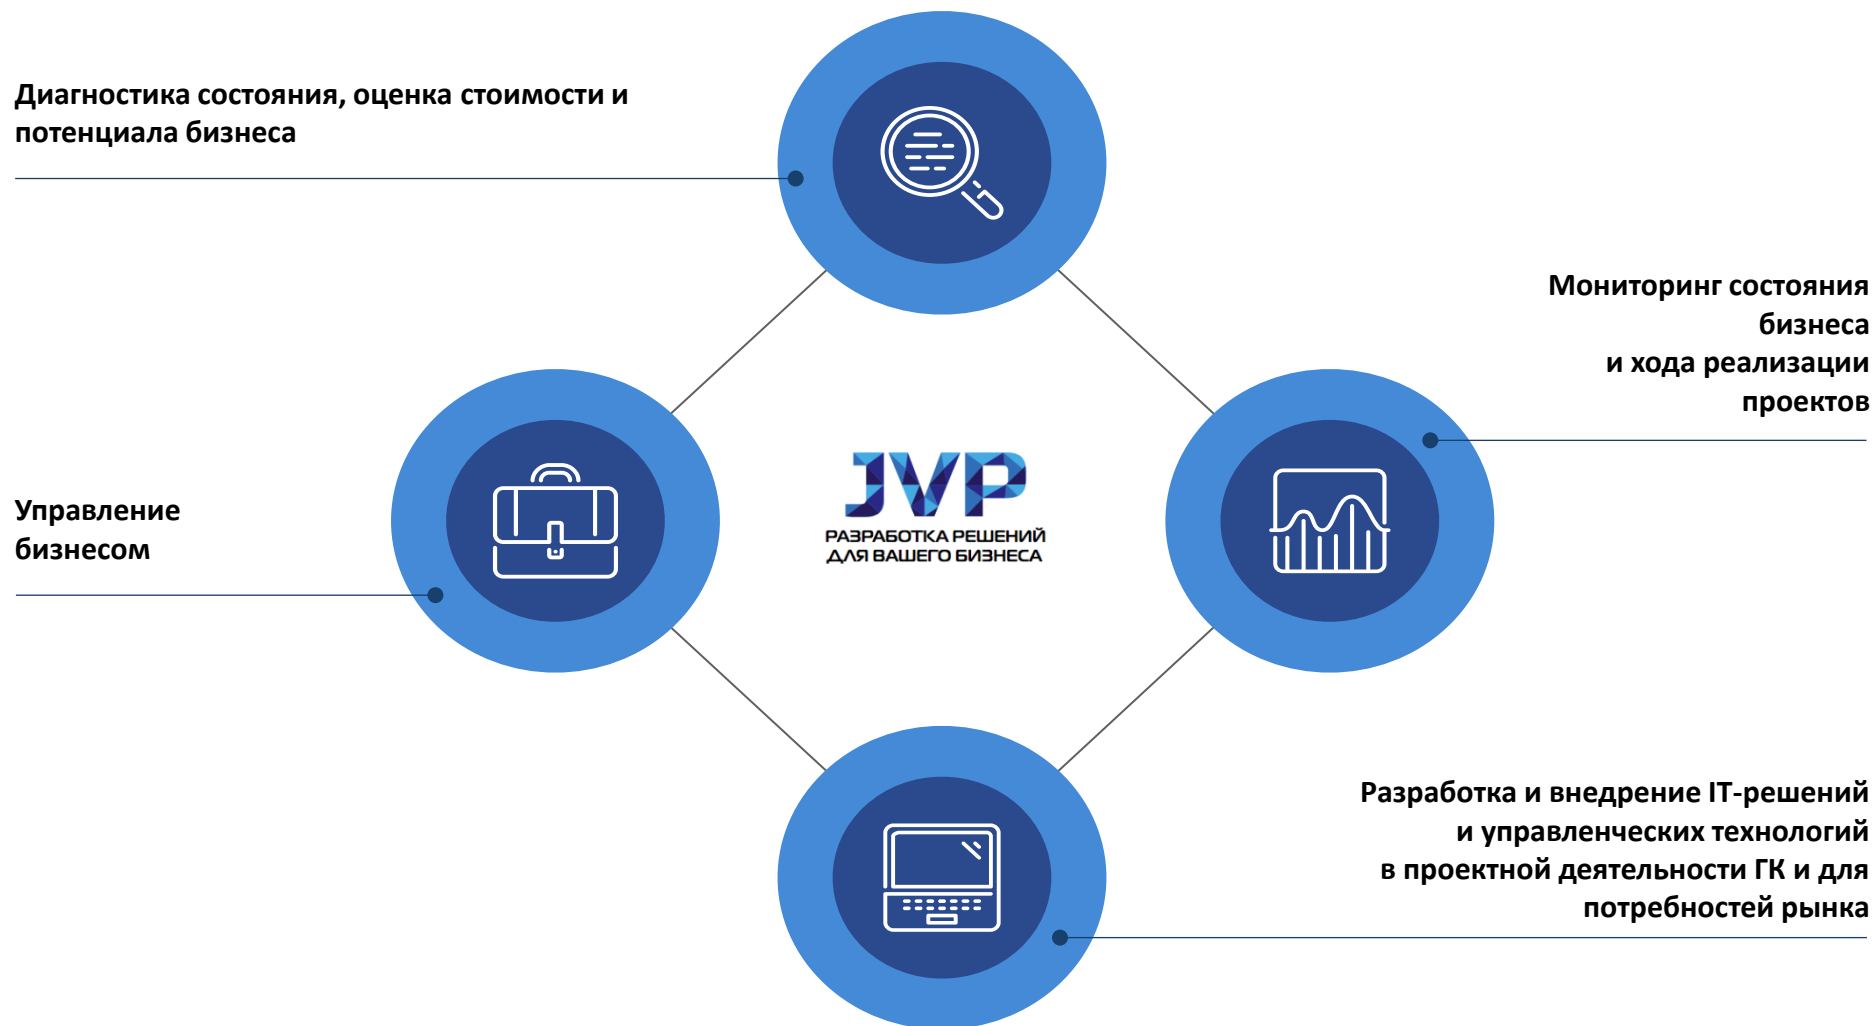 Диагностика состояния, оценка стоимости и
потенциала бизнеса
Мониторинг состояния
бизнеса
и хода реализации
проектов
Управление
бизнесом
JVP
РАЗРАБОТКА РЕШЕНИЙ
ДЛЯ ВАШЕГО БИЗНЕСА
Разработка и внедрение IT-решений
и управленческих технологий
в проектной деятельности ГК и для
потребностей рынка